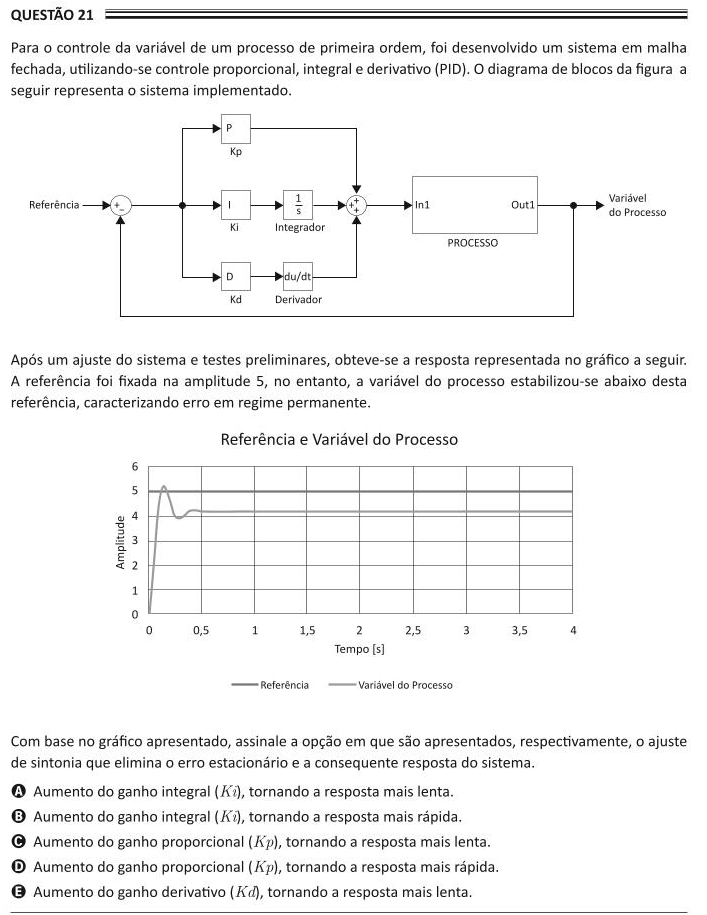 QUESTÃO 21
Para o controle da variável de um processo de primeira ordem, foi desenvolvido um sistema em malha
fechada, utilizando-se controle proporcional, integral e derivativo (PID). O diagrama de blocos da figura a
seguir representa o sistema implementado.
P
Kp
Referência
+
−
I
Ki
1
s
Integrador
+
+
+
In1
Out1
PROCESSO
Variável
do Processo
D
Kd
du/dt
Derivador
Após um ajuste do sistema e testes preliminares, obteve-se a resposta representada no gráfico a seguir.
A referência foi fixada na amplitude 5, no entanto, a variável do processo estabilizou-se abaixo desta
referência, caracterizando erro em regime permanente.
Referência e Variável do Processo
Amplitude
6
5
4
3
2
1
0
0 0,5 1 1,5 2 2,5 3 3,5 4
Tempo [s]
Referência Variável do Processo
Com base no gráfico apresentado, assinale a opção em que são apresentados, respectivamente, o ajuste
de sintonia que elimina o erro estacionário e a consequente resposta do sistema.
A Aumento do ganho integral (Ki), tornando a resposta mais lenta.
B Aumento do ganho integral (Ki), tornando a resposta mais rápida.
C Aumento do ganho proporcional (Kp), tornando a resposta mais lenta.
D Aumento do ganho proporcional (Kp), tornando a resposta mais rápida.
E Aumento do ganho derivativo (Kd), tornando a resposta mais lenta.